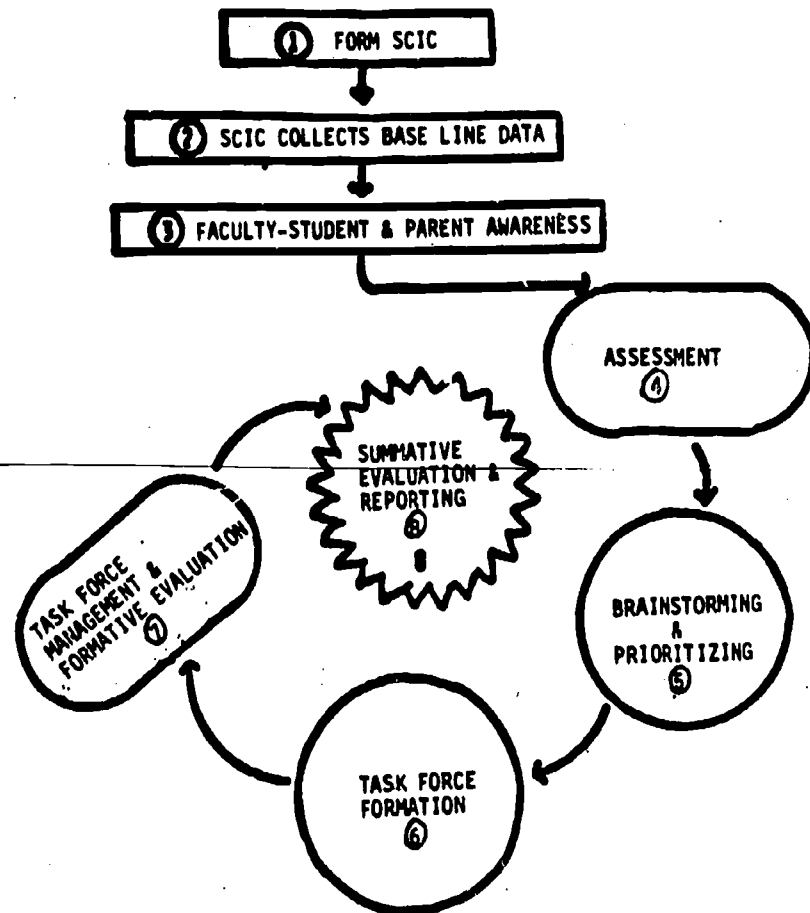 1 FORM SCIC
2 SCIC COLLECTS BASE LINE DATA
3 FACULTY-STUDENT & PARENT AWARENESS
ASSESSMENT
4
BRAINSTORMING
&
PRIORITIZING
5
TASK FORCE
FORMATION
6
TASK FORCE
MANAGEMENT &
FORMATIVE EVALUATION
7
SUMMATIVE
EVALUATION &
REPORTING
8